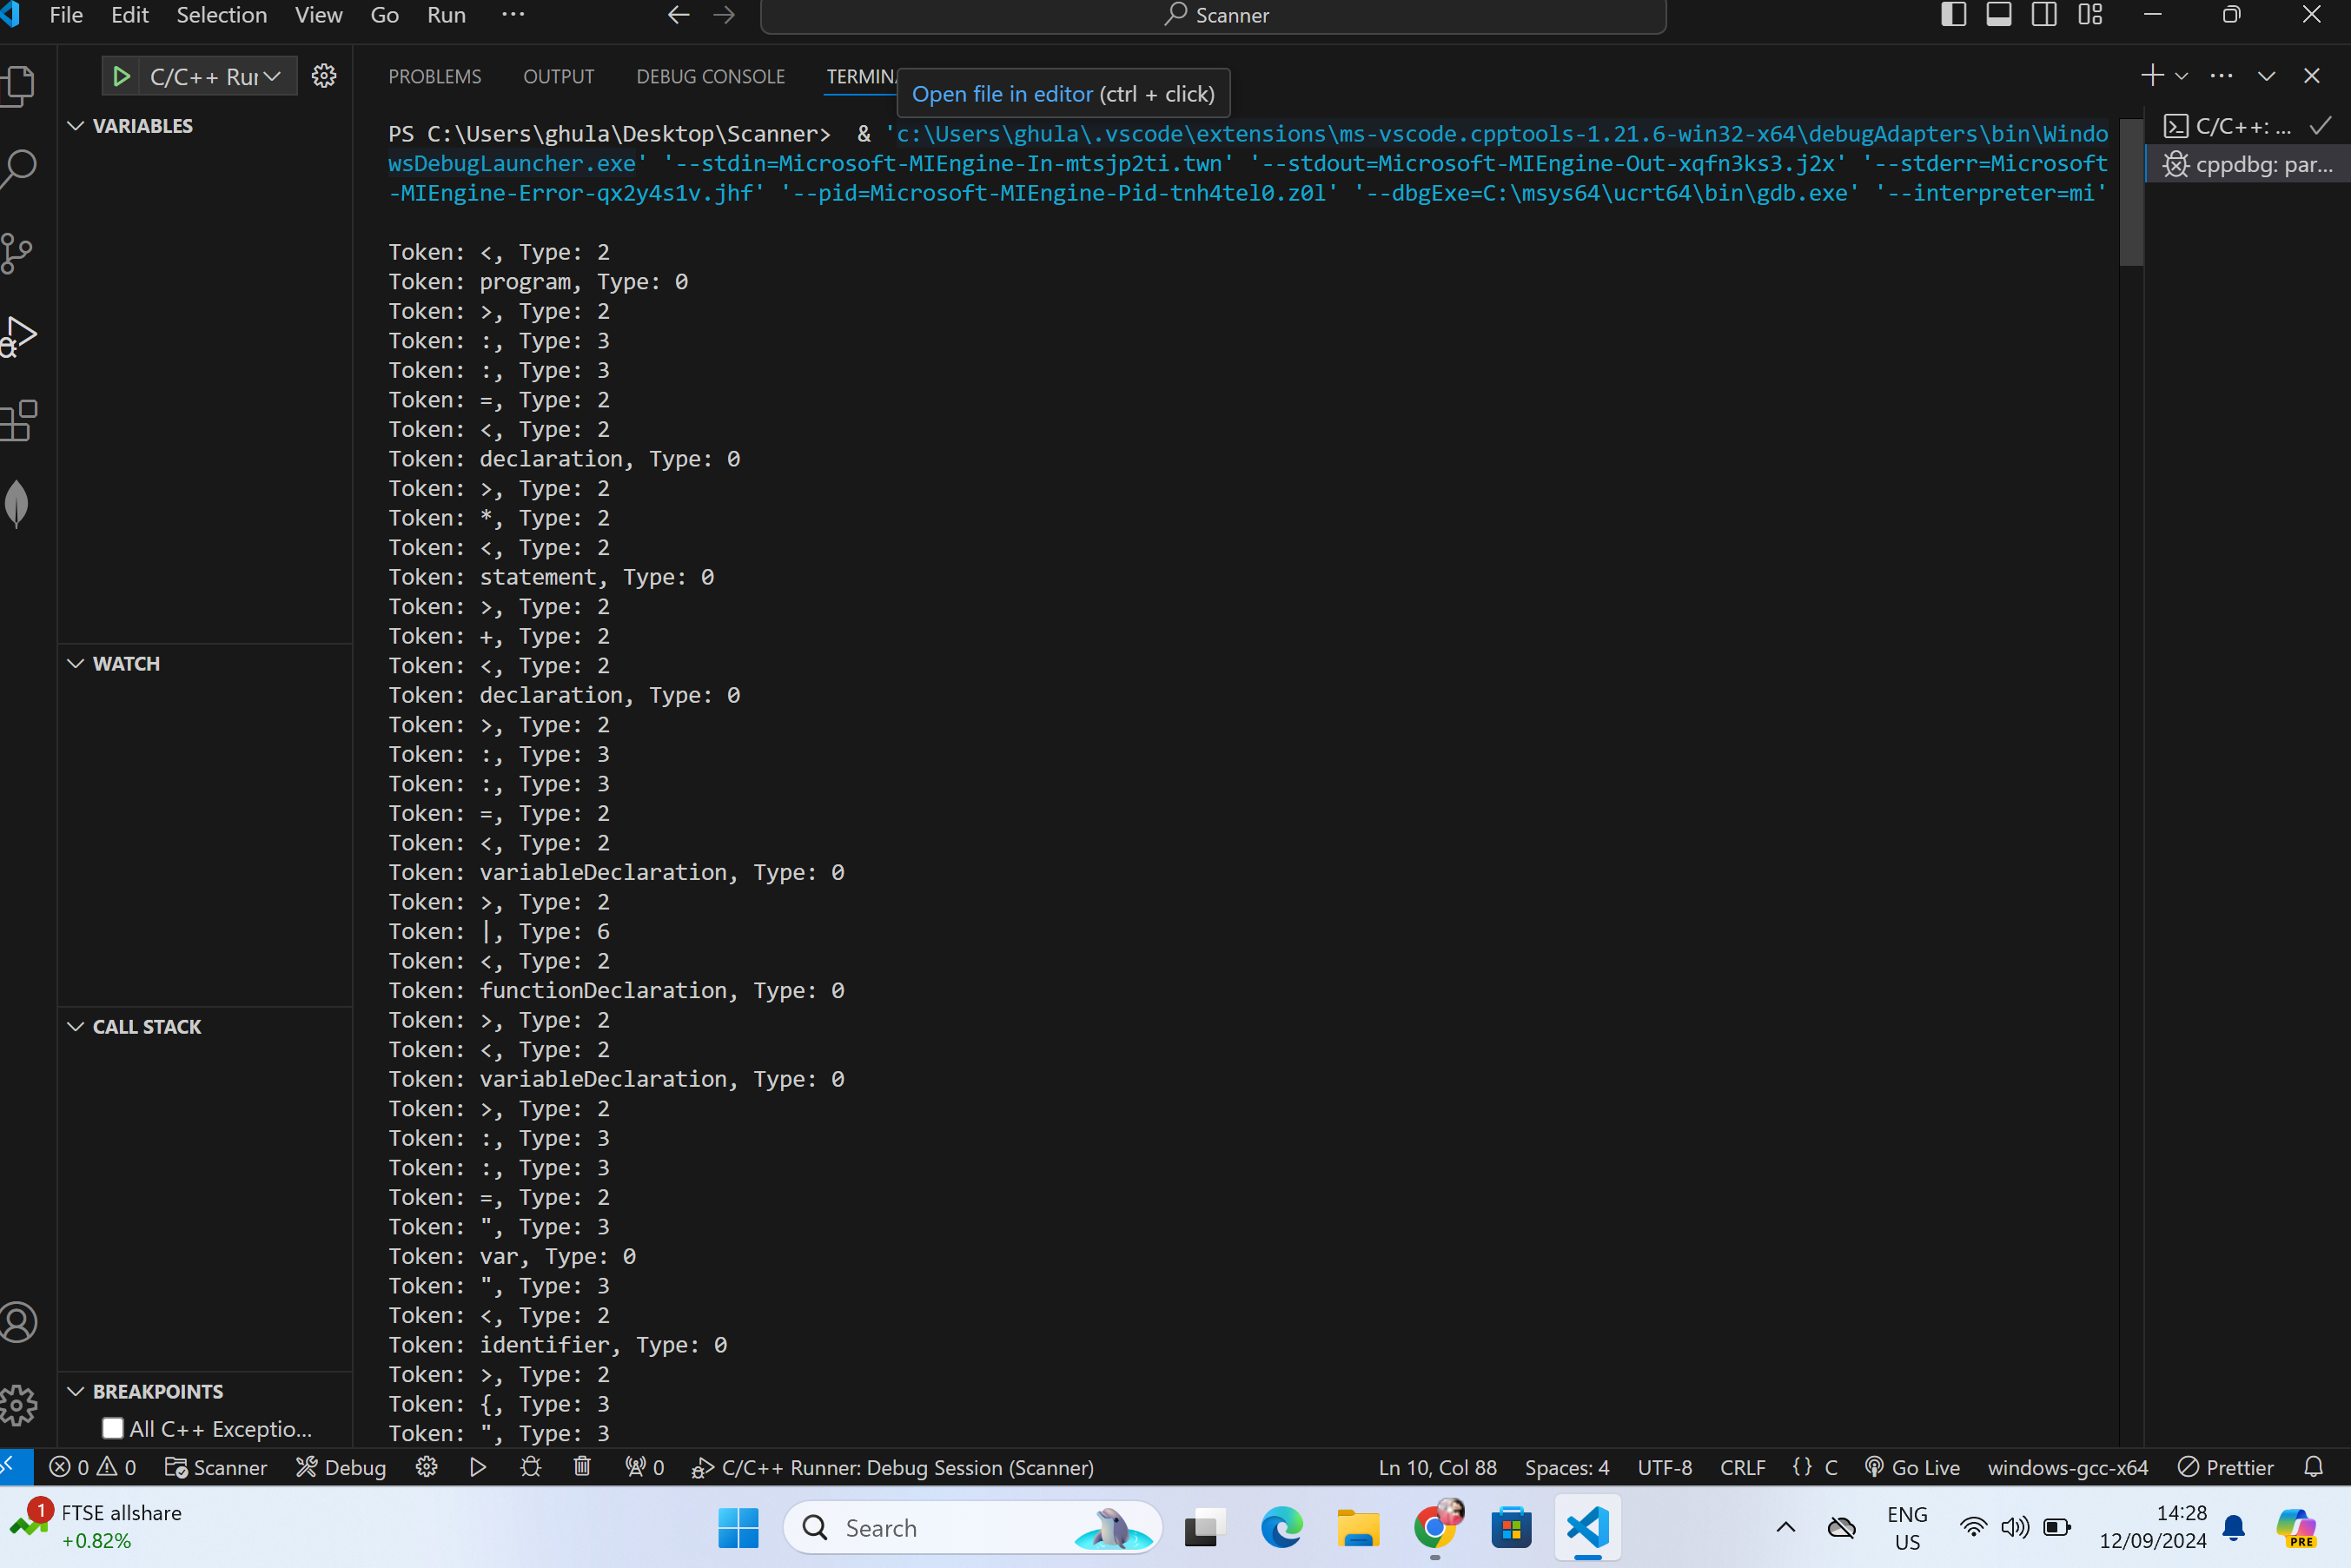 File Edit Selection View Go Run ···
Scanner
C/C++ Rur
PROBLEMS OUTPUT DEBUG CONSOLE
Open file in editor (ctrl + click)
VARIABLES
WATCH
CALL STACK
BREAKPOINTS
All C++ Exceptio...
PS C:\Users\ghula\Desktop\Scanner>  & 'c:\Users\ghula\.vscode\extensions\ms-vscode.cpptools-1.21.6-win32-x64\debugAdapters\bin\Windo
wsDebugLauncher.exe' '--stdin=Microsoft-MIEngine-In-mtsjp2ti.twn' '--stdout=Microsoft-MIEngine-Out-xqfn3ks3.j2x' '--stderr=Microsoft
-MIEngine-Error-qx2y4s1v.jhf' '--pid=Microsoft-MIEngine-Pid-tnh4tel0.z0l' '--dbgExe=C:\msys64\ucrt64\bin\gdb.exe' '--interpreter=mi'
Token: <, Type: 2
Token: program, Type: 0
Token: >, Type: 2
Token: :, Type: 3
Token: :, Type: 3
Token: =, Type: 2
Token: <, Type: 2
Token: declaration, Type: 0
Token: >, Type: 2
Token: *, Type: 2
Token: <, Type: 2
Token: statement, Type: 0
Token: >, Type: 2
Token: +, Type: 2
Token: <, Type: 2
Token: declaration, Type: 0
Token: >, Type: 2
Token: :, Type: 3
Token: :, Type: 3
Token: =, Type: 2
Token: <, Type: 2
Token: variableDeclaration, Type: 0
Token: >, Type: 2
Token: |, Type: 6
Token: <, Type: 2
Token: functionDeclaration, Type: 0
Token: >, Type: 2
Token: <, Type: 2
Token: variableDeclaration, Type: 0
Token: >, Type: 2
Token: :, Type: 3
Token: :, Type: 3
Token: =, Type: 2
Token: ", Type: 3
Token: var, Type: 0
Token: ", Type: 3
Token: <, Type: 2
Token: identifier, Type: 0
Token: >, Type: 2
Token: {, Type: 3
Token: ", Type: 3
C/C++: ...
cppdbg: par...
0 0 Scanner Debug 0 C/C++ Runner: Debug Session (Scanner) Ln 10, Col 88 Spaces: 4 UTF-8 CRLF {} C Go Live windows-gcc-x64 Prettier
1 FTSE allshare
+0.82%
Search
ENG
US
14:28
12/09/2024
PRE